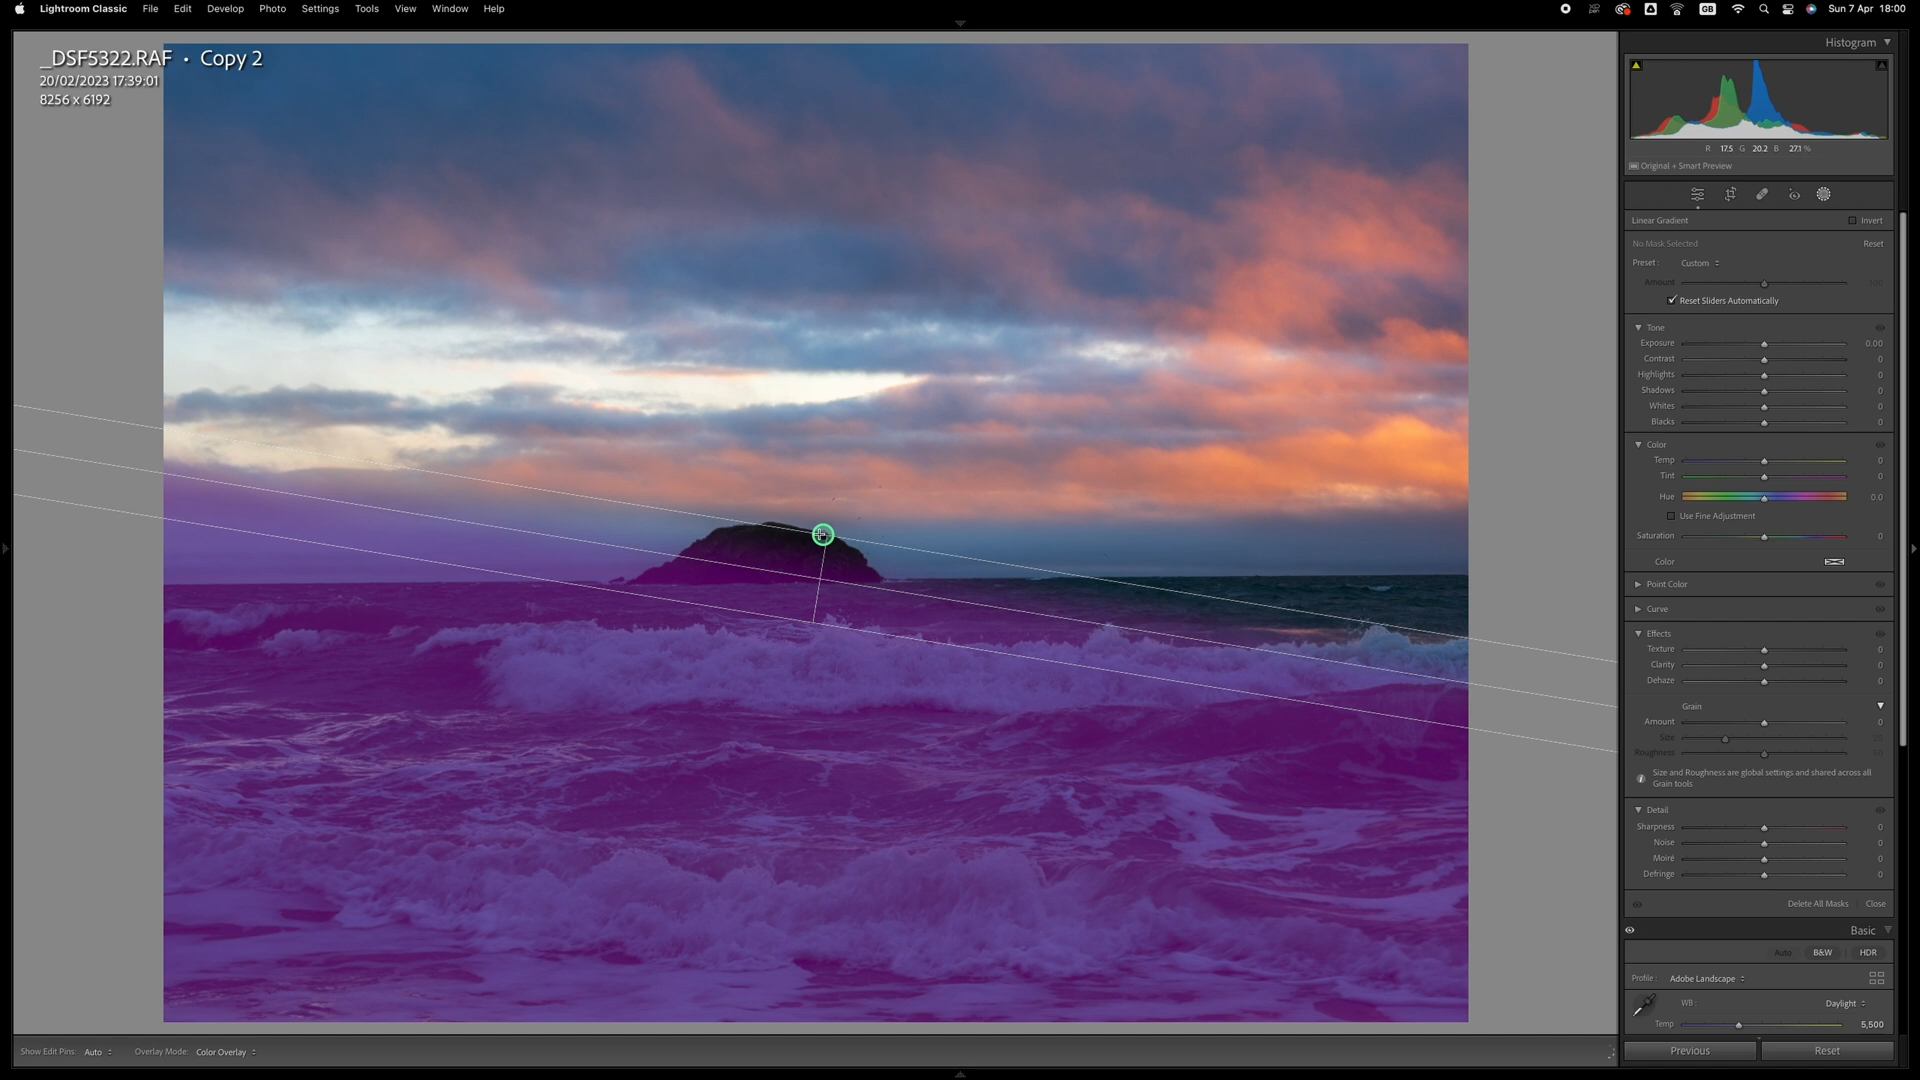 Lightroom Classic File Edit Develop Photo Settings Tools View Window Help GB Sun 7 Apr 18:00
_DSF5322.RAF • Copy 2
20/02/2023 17:39:01
8256 x 6192
Histogram
R 17.5 G 20.2 B 27.1 %
Original + Smart Preview
Linear Gradient Invert
No Mask Selected Reset
Preset : Custom
Amount 100
Reset Sliders Automatically
Tone
Exposure 0.00
Contrast 0
Highlights 0
Shadows 0
Whites 0
Blacks 0
Color
Temp 0
Tint 0
Hue 0.0
Use Fine Adjustment
Saturation 0
Color
Point Color
Curve
Effects
Texture 0
Clarity 0
Dehaze 0
Grain
Amount 0
Size
Roughness
Size and Roughness are global settings and shared across all
Grain tools
Detail
Sharpness 0
Noise 0
Moiré 0
Defringe 0
Delete All Masks Close
Basic
Auto B&W HDR
Profile : Adobe Landscape
WB : Daylight
Temp 5,500
Show Edit Pins: Auto Overlay Mode: Color Overlay
Previous Reset